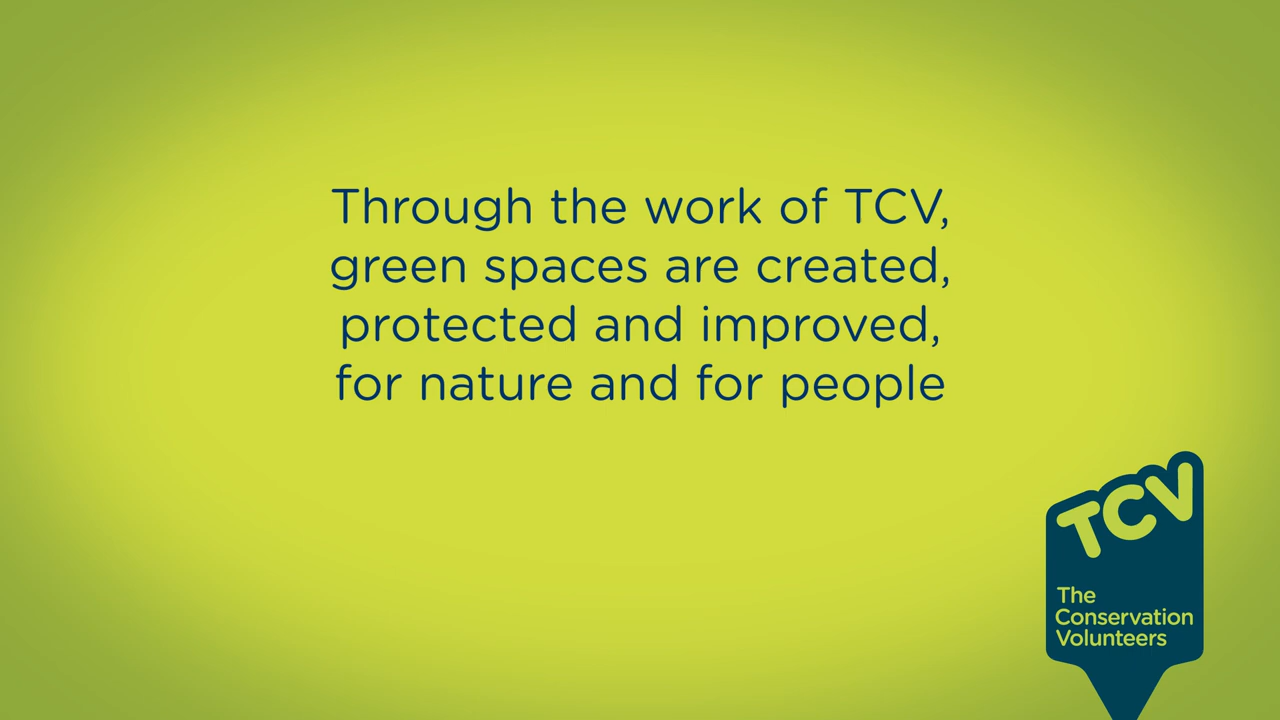 Through the work of TCV,
green spaces are created,
protected and improved,
for nature and for people
TCV
The
Conservation
Volunteers